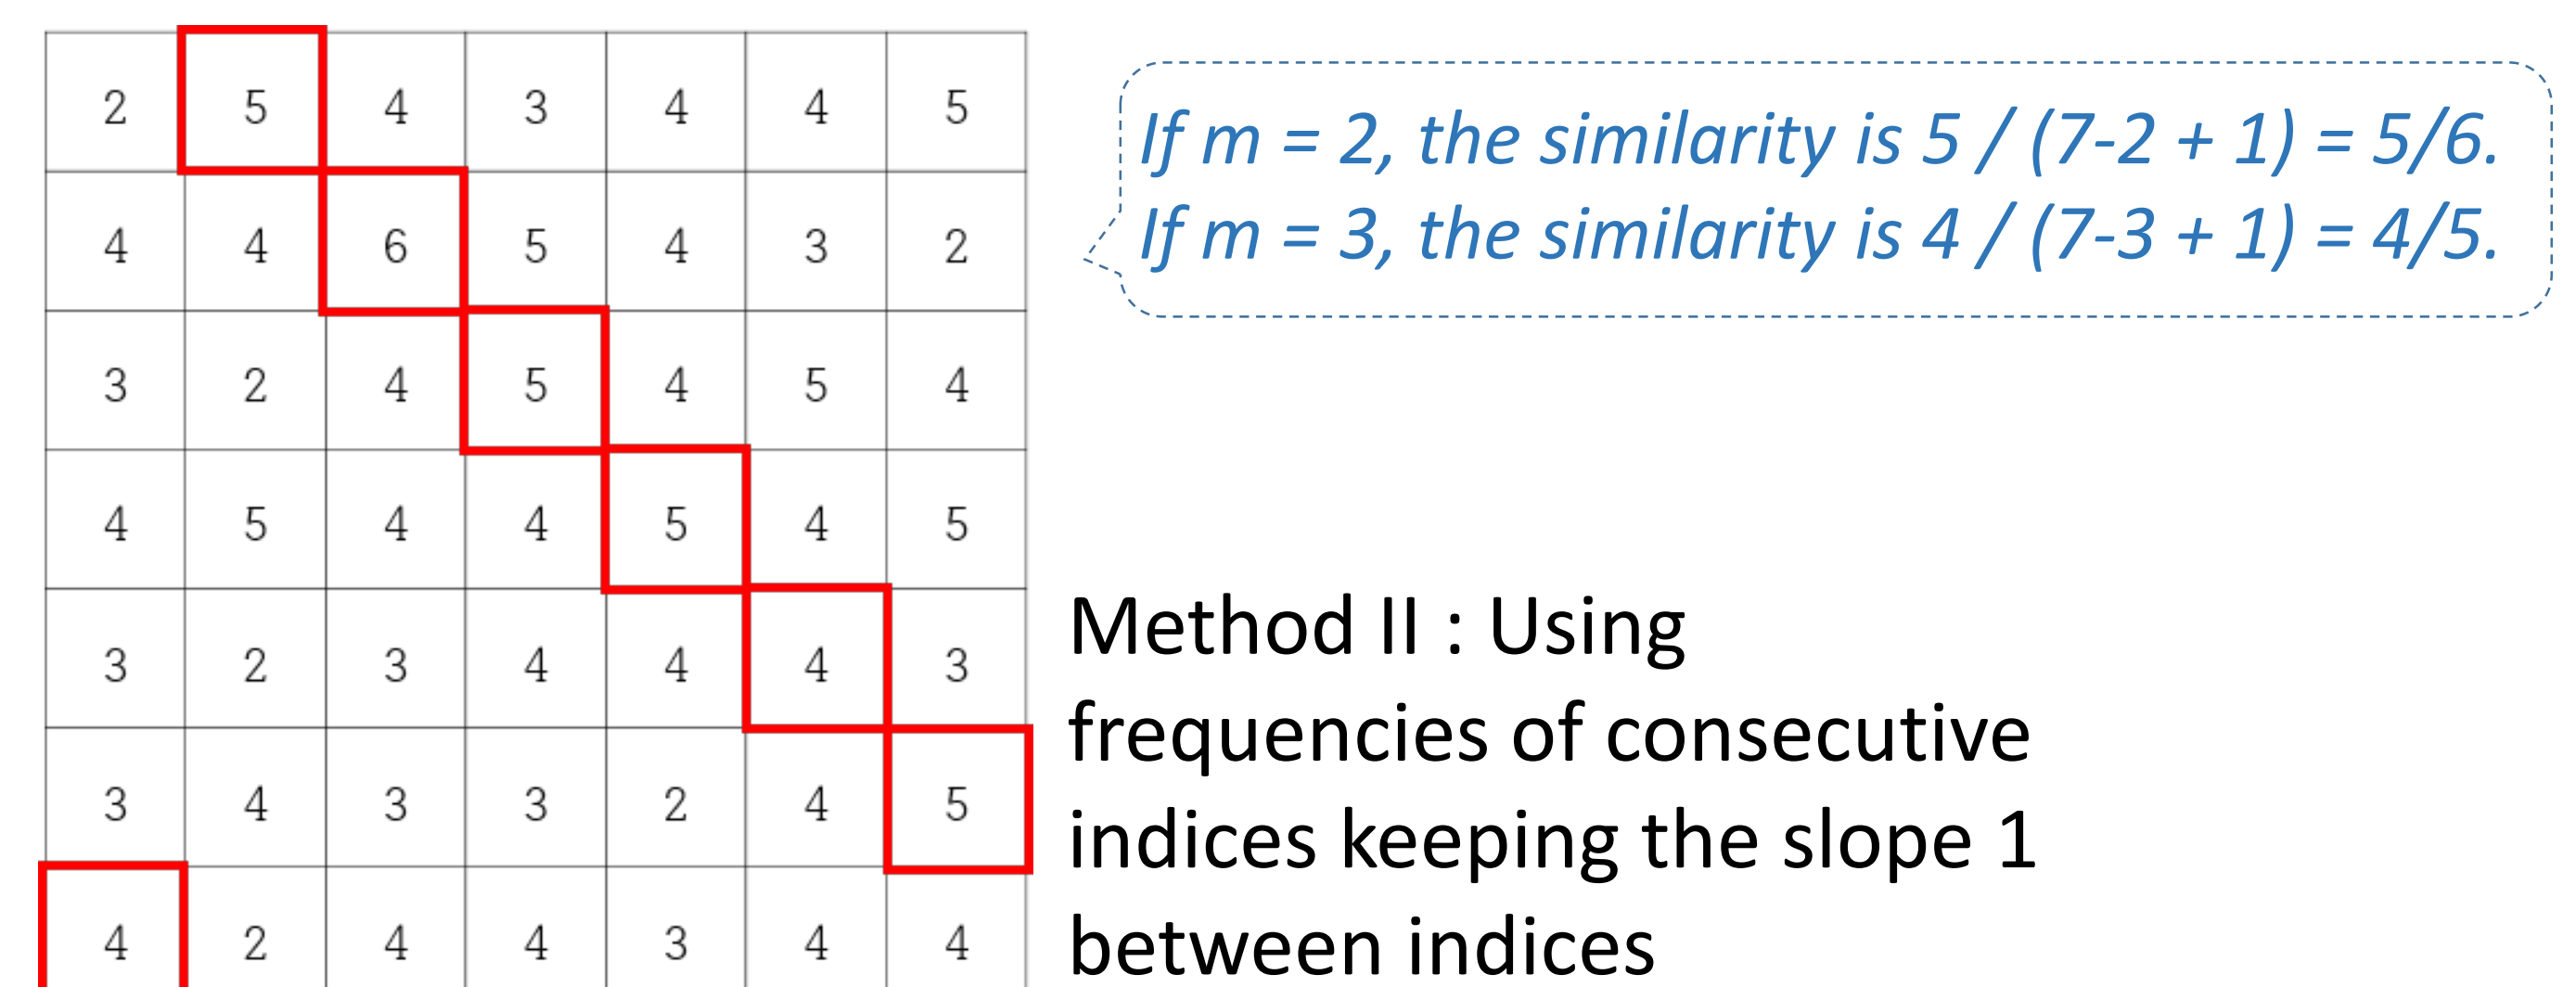 2 5 4 3 4 4 5
4 4 6 5 4 3 2
3 2 4 5 4 5 4
4 5 4 4 5 4 5
3 2 3 4 4 4 3
3 4 3 3 2 4 5
4 2 4 4 3 4 4
If m = 2, the similarity is 5 / (7-2 + 1) = 5/6.
If m = 3, the similarity is 4 / (7-3 + 1) = 4/5.
Method II : Using
frequencies of consecutive
indices keeping the slope 1
between indices